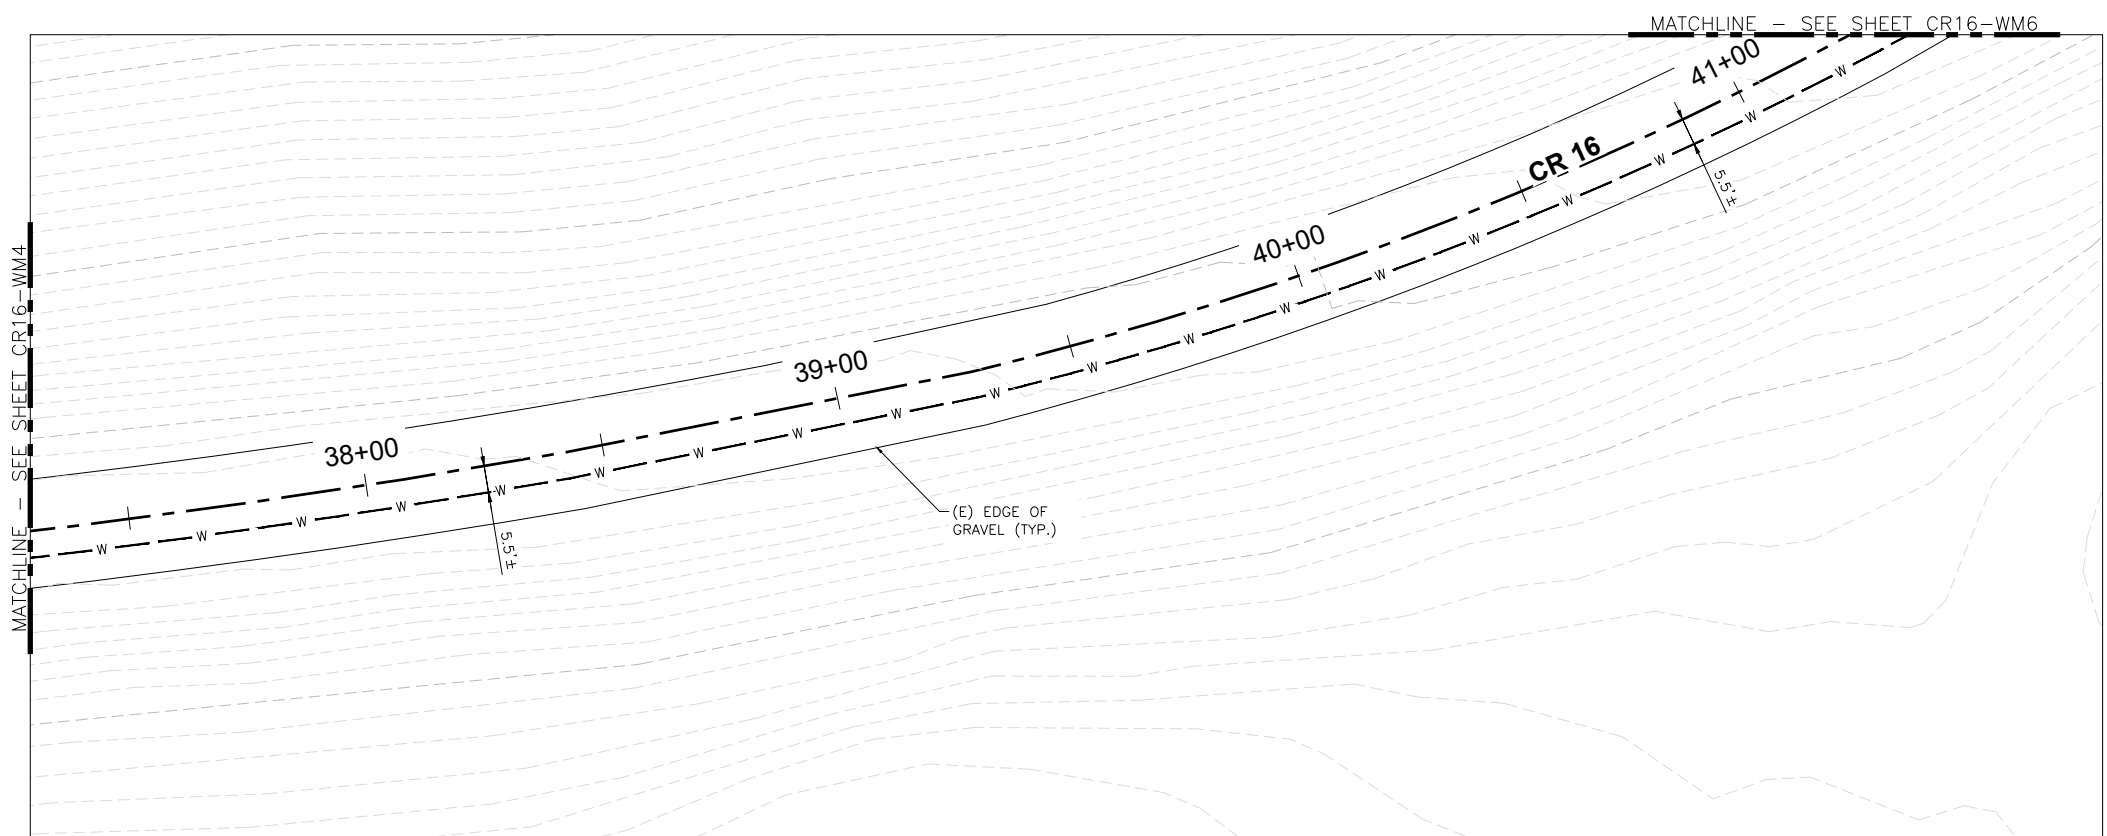 MATCHLINE - SEE SHEET CR16-WM6
41+00
CR 16
W W W W W W W W W W W W W W W W W W W
5.5'±
40+00
39+00
38+00
5.5'±
(E) EDGE OF
GRAVEL (TYP.)
MATCHLINE - SEE SHEET CR16-WM4